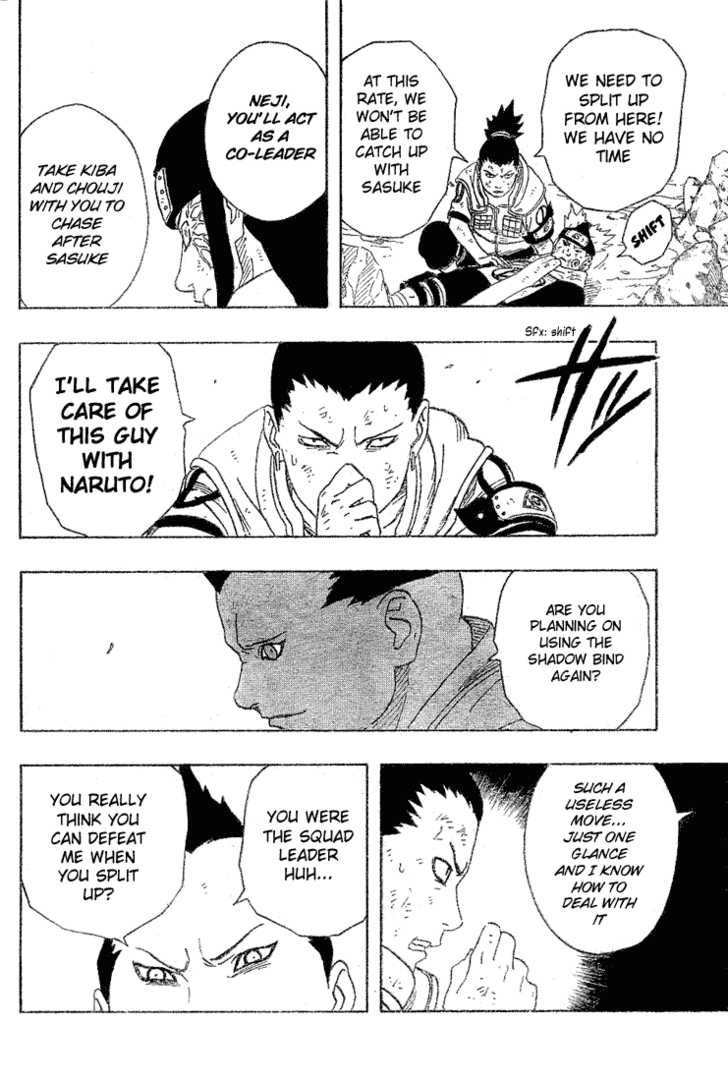 WE NEED TO
SPLIT UP
FROM HERE!
WE HAVE NO
TIME
AT THIS
RATE, WE
WON'T BE
ABLE TO
CATCH UP
WITH
SASUKE
SHIFT
NEJI,
YOU'LL ACT
AS A
CO-LEADER
TAKE KIBA
AND CHOUJI
WITH YOU TO
CHASE
AFTER
SASUKE
Sfx: shift
I'LL TAKE
CARE OF
THIS GUY
WITH
NARUTO!
ARE YOU
PLANNING ON
USING THE
SHADOW BIND
AGAIN?
SUCH A
USELESS
MOVE...
JUST ONE
GLANCE
AND I KNOW
HOW TO
DEAL WITH
IT
YOU WERE
THE SQUAD
LEADER
HUH...
YOU REALLY
THINK YOU
CAN DEFEAT
ME WHEN
YOU SPLIT
UP?